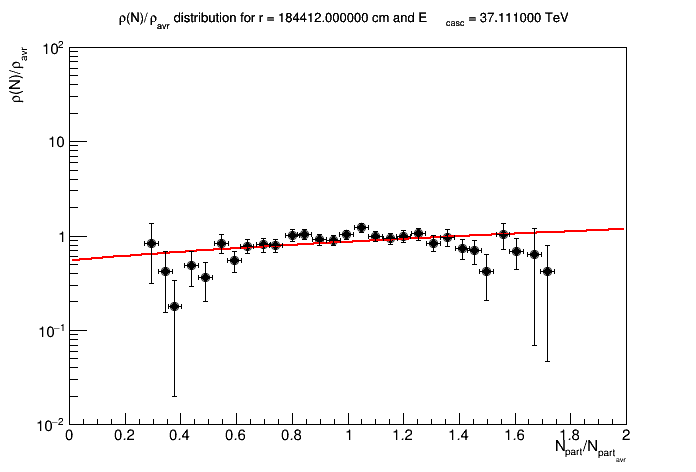 ρ(N)/ρavr distribution for r = 184412.000000 cm and E casc = 37.111000 TeV
ρ(N)/ρavr
10²
10
1
10⁻¹
10⁻²
0 0.2 0.4 0.6 0.8 1 1.2 1.4 1.6 1.8 2
Npart/Npartavr